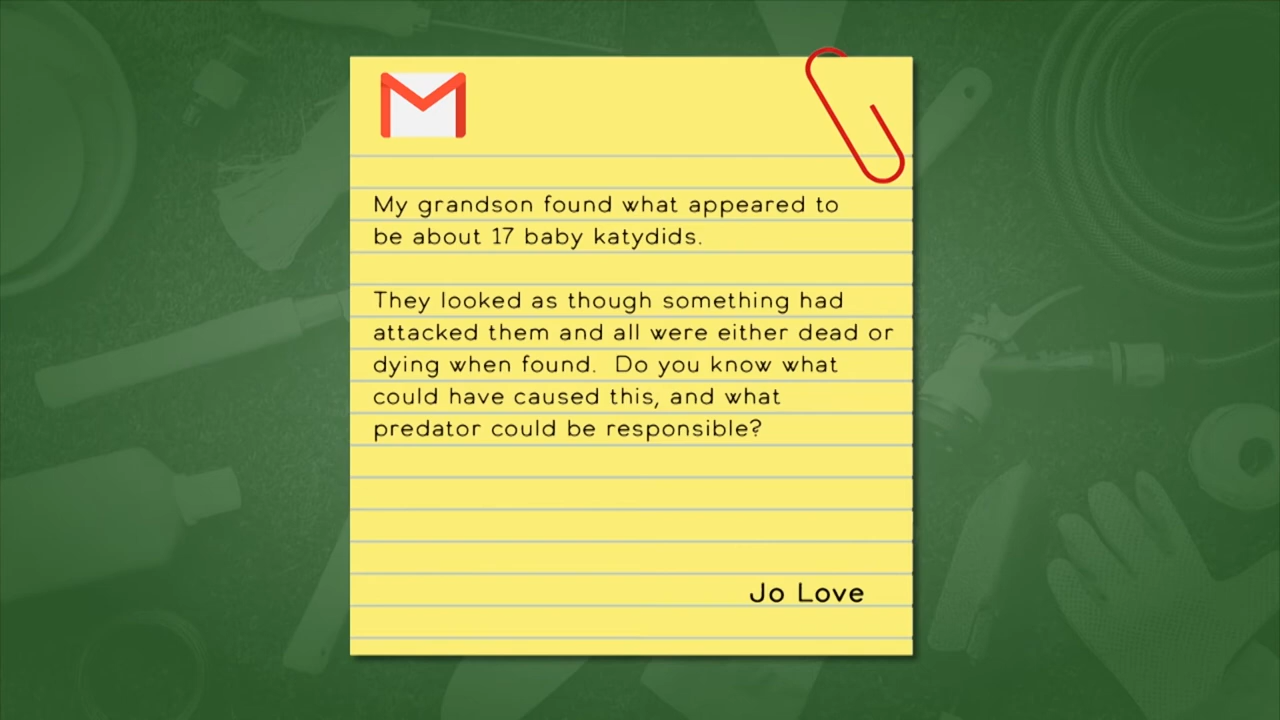 My grandson found what appeared to
be about 17 baby katydids.
They looked as though something had
attacked them and all were either dead or
dying when found.  Do you know what
could have caused this, and what
predator could be responsible?
Jo Love